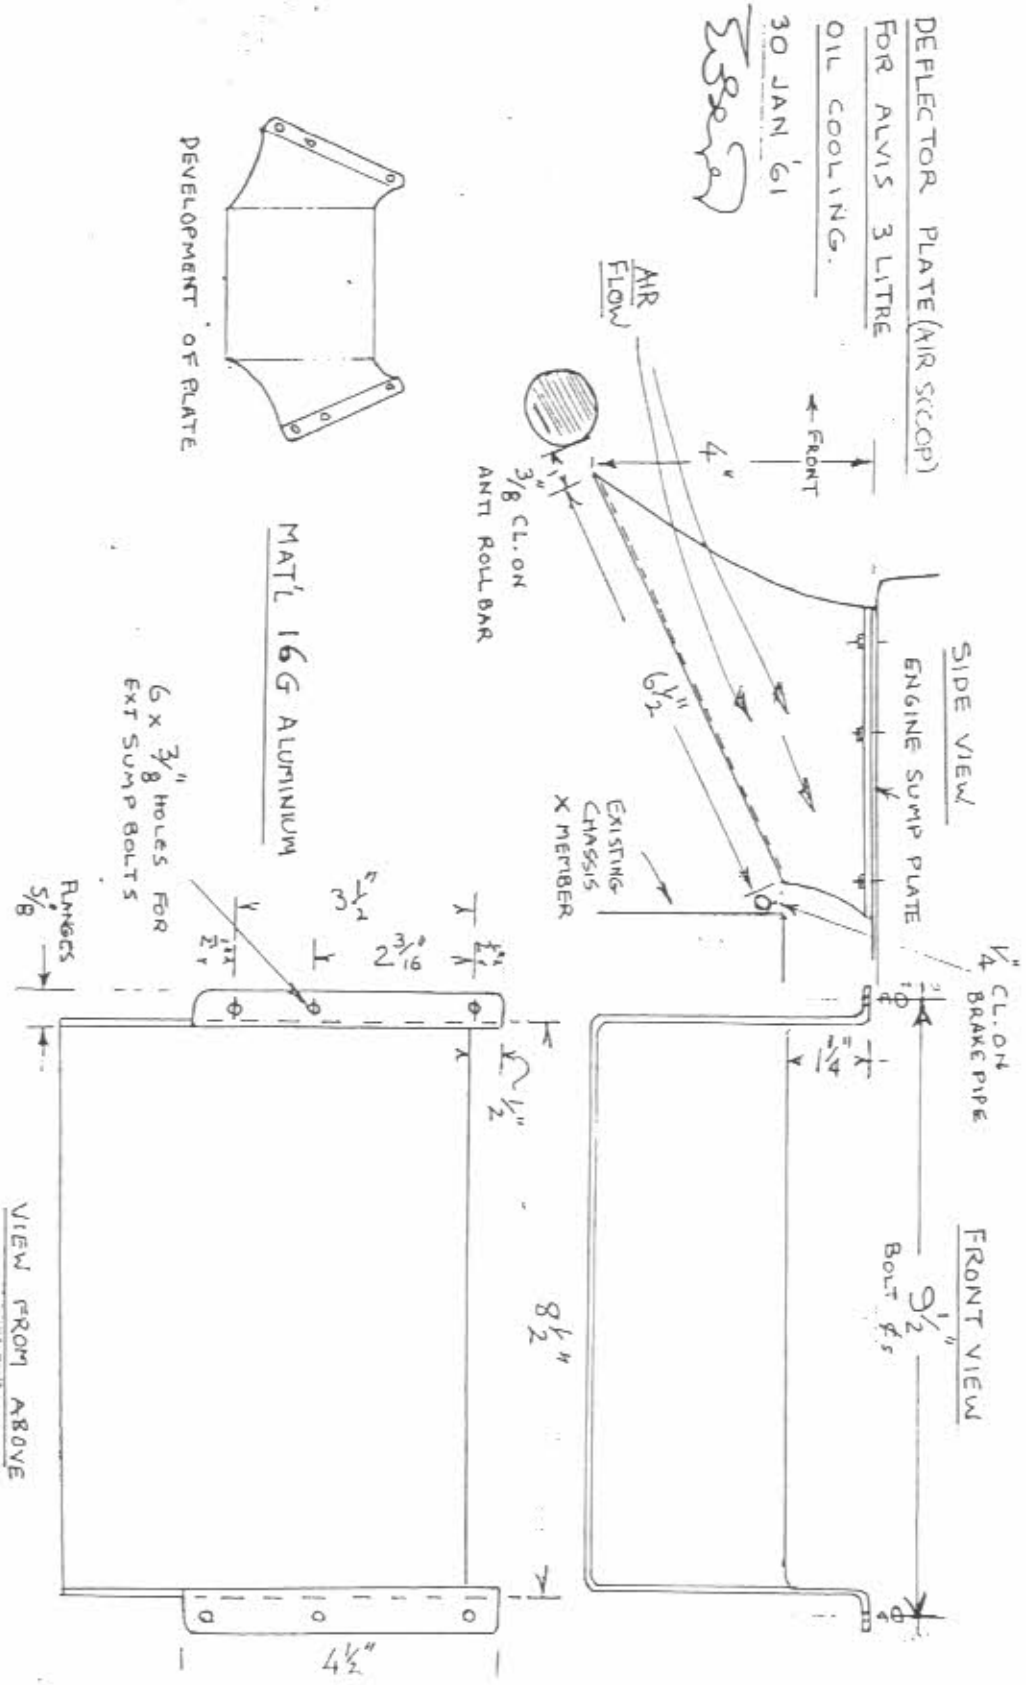 DEFLECTOR PLATE (AIR SCOOP)
FOR ALVIS 3 LITRE
OIL COOLING.
30 JAN '61
← FRONT
4"
AIR
FLOW
3/8" CL. ON
ANTI ROLL BAR
6 1/2"
SIDE VIEW
ENGINE SUMP PLATE
EXISTING
CHASSIS
X MEMBER
1/4" CL. ON
BRAKE PIPE
FRONT VIEW
9 1/2"
BOLT ℄s
1 1/4"
DEVELOPMENT OF PLATE
MAT'L 16G ALUMINIUM
6 x 3/8" HOLES FOR
EXT SUMP BOLTS
FLANGES
5/8"
3 1/2"
2 3/16"
1/2"
8 1/2"
VIEW FROM ABOVE